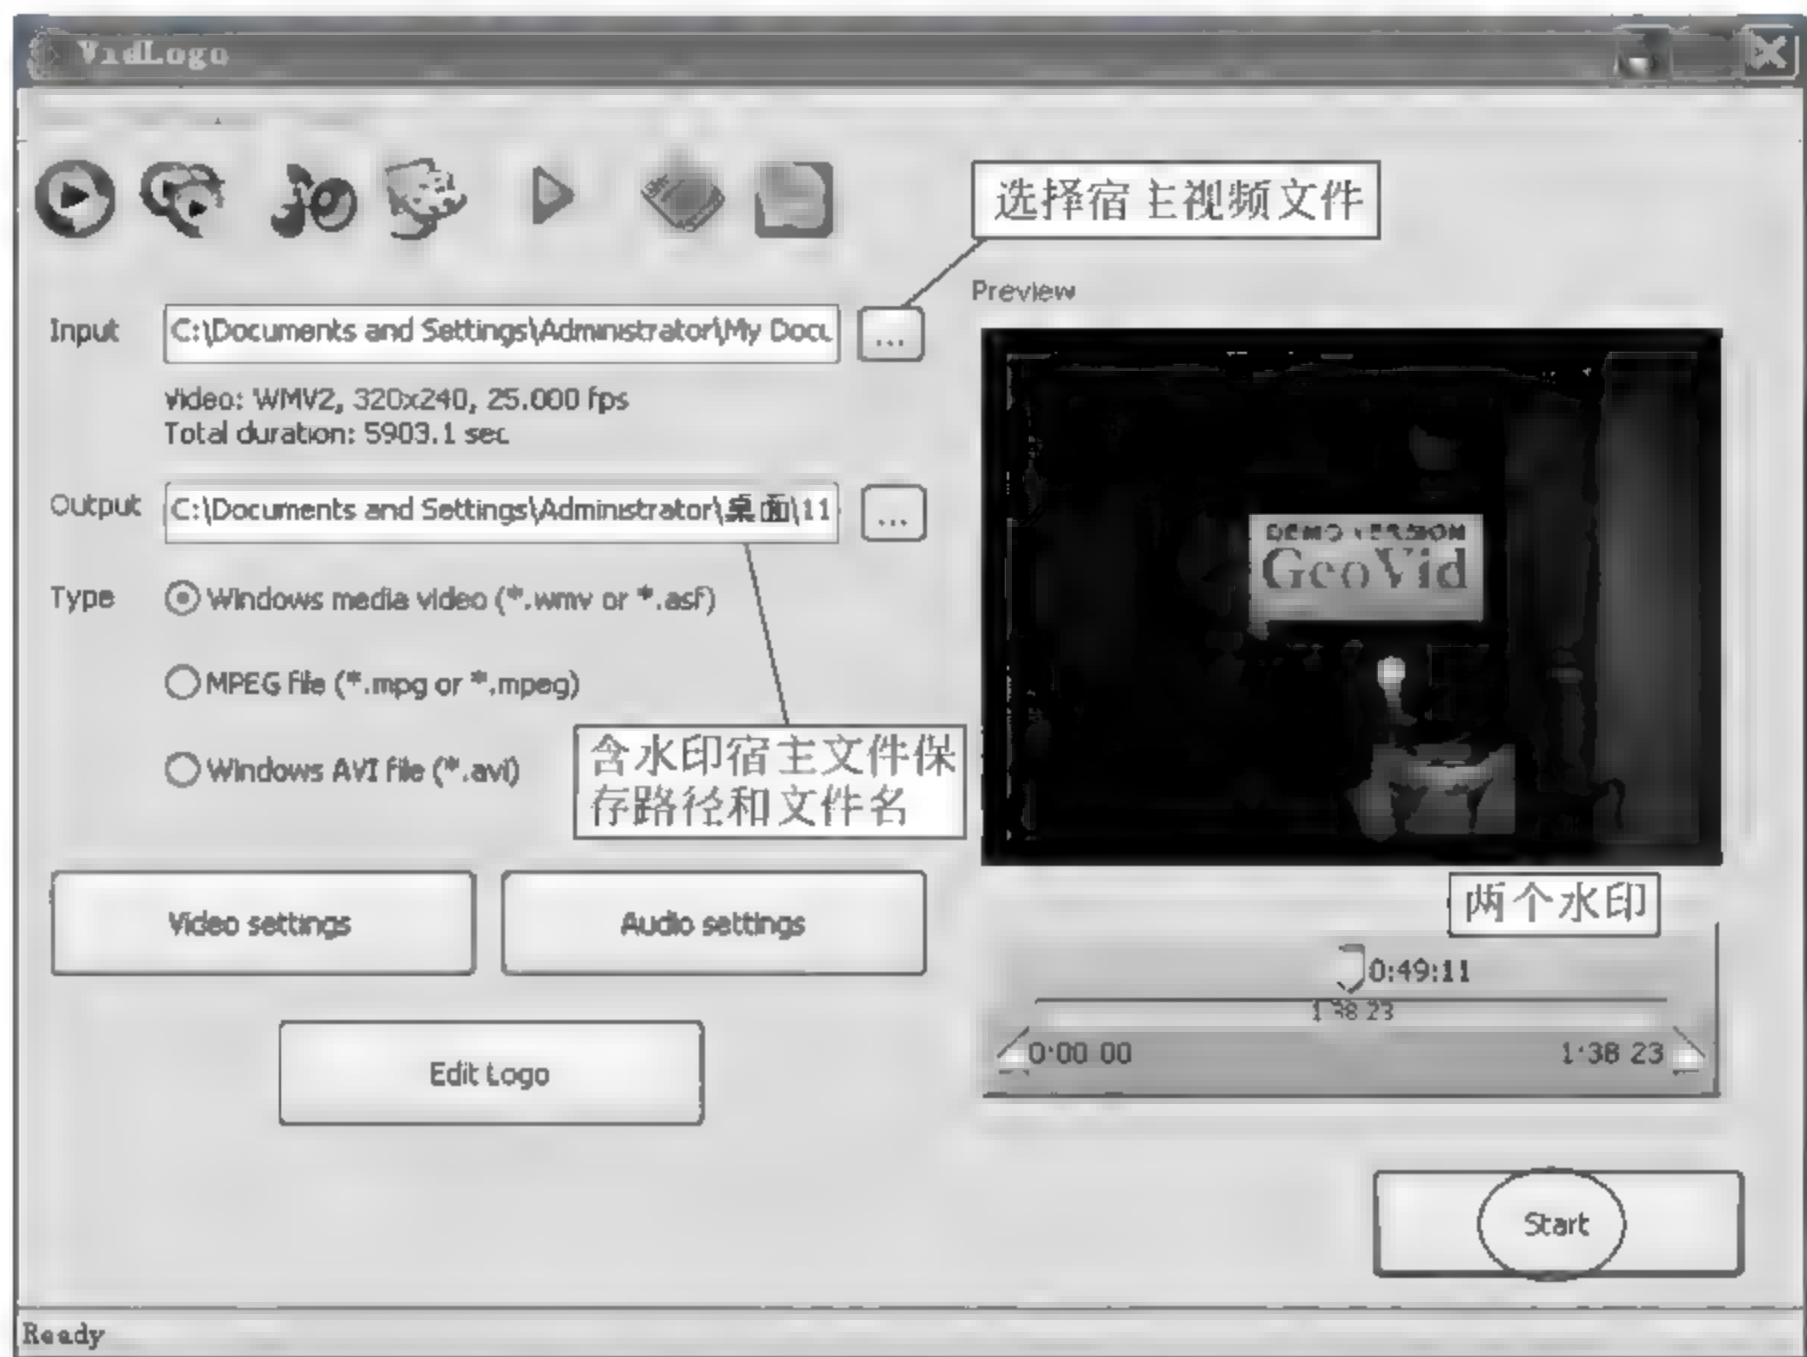 VidLogo
选择宿主视频文件
Preview
Input
C:\Documents and Settings\Administrator\My Docu
...
Video: WMV2, 320x240, 25.000 fps
Total duration: 5903.1 sec
Output
C:\Documents and Settings\Administrator\桌面\11
...
DEMO VERSION
GeoVid
Type
Windows media video (*.wmv or *.asf)
MPEG file (*.mpg or *.mpeg)
Windows AVI file (*.avi)
含水印宿主文件保
存路径和文件名
两个水印
Video settings
Audio settings
0:49:11
1:38 23
0:00 00
1:38 23
Edit Logo
Start
Ready